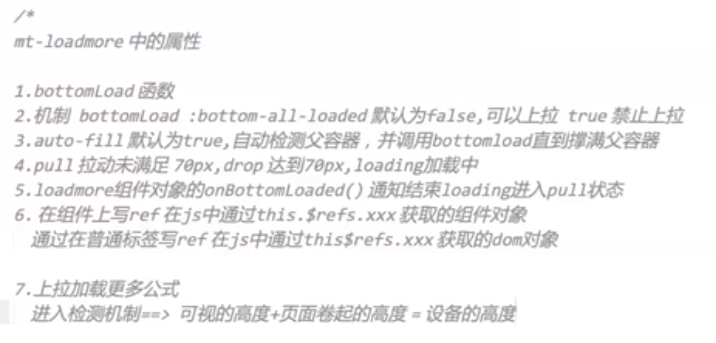 /*
mt-loadmore 中的属性
1.bottomLoad 函数
2.机制 bottomLoad :bottom-all-loaded 默认为false,可以上拉 true 禁止上拉
3.auto-fill 默认为true,自动检测父容器，并调用bottomload直到撑满父容器
4.pull 拉动未满足 70px,drop 达到70px,loading加载中
5.loadmore组件对象的onBottomLoaded() 通知结束loading进入pull状态
6. 在组件上写ref 在js中通过this.$refs.xxx 获取的组件对象
通过在普通标签写ref 在js中通过this$refs.xxx 获取的dom对象
7.上拉加载更多公式
进入检测机制==> 可视的高度+页面卷起的高度 = 设备的高度